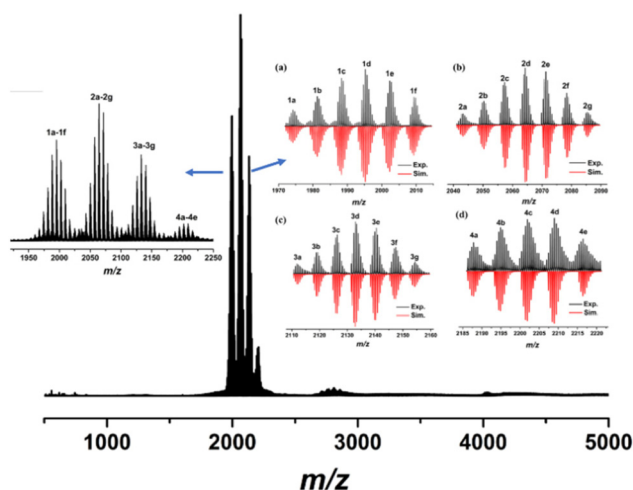 1a-1f
2a-2g
3a-3g
4a-4e
1950 2000 2050 2100 2150 2200 2250
m/z
(a)
1a 1b 1c 1d 1e 1f
Exp.
Sim.
1970 1980 1990 2000 2010
m/z
(b)
2a 2b 2c 2d 2e 2f 2g
Exp.
Sim.
2040 2050 2060 2070 2080 2090
m/z
(c)
3a 3b 3c 3d 3e 3f 3g
Exp.
Sim.
2110 2120 2130 2140 2150 2160
m/z
(d)
4a 4b 4c 4d 4e
Exp.
Sim.
2185 2190 2195 2200 2205 2210 2215 2220
m/z
1000 2000 3000 4000 5000
m/z